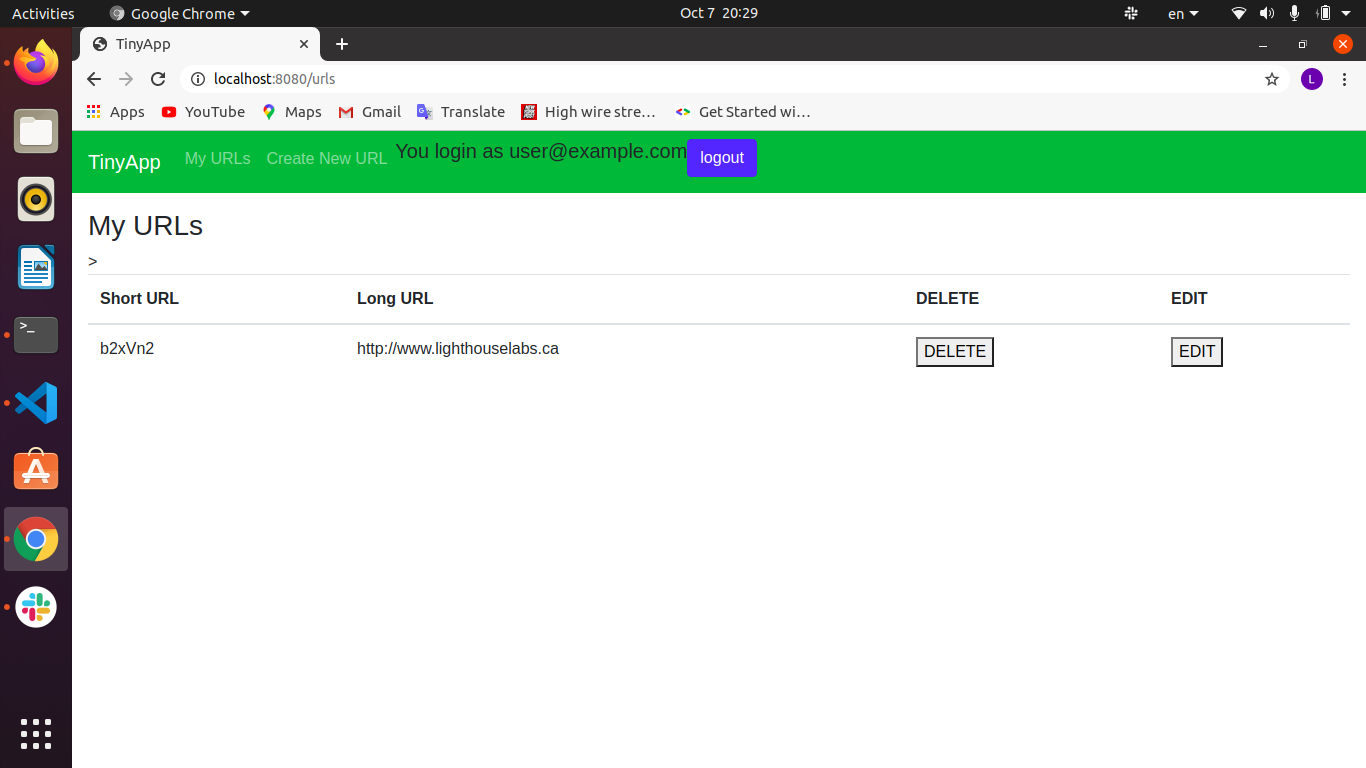 Activities Google Chrome Oct 7 20:29 en
TinyApp
localhost:8080/urls L
Apps YouTube Maps Gmail Translate High wire stre… Get Started wi…
TinyApp My URLs Create New URL You login as user@example.com logout
My URLs
>
Short URL Long URL DELETE EDIT
b2xVn2 http://www.lighthouselabs.ca DELETE EDIT